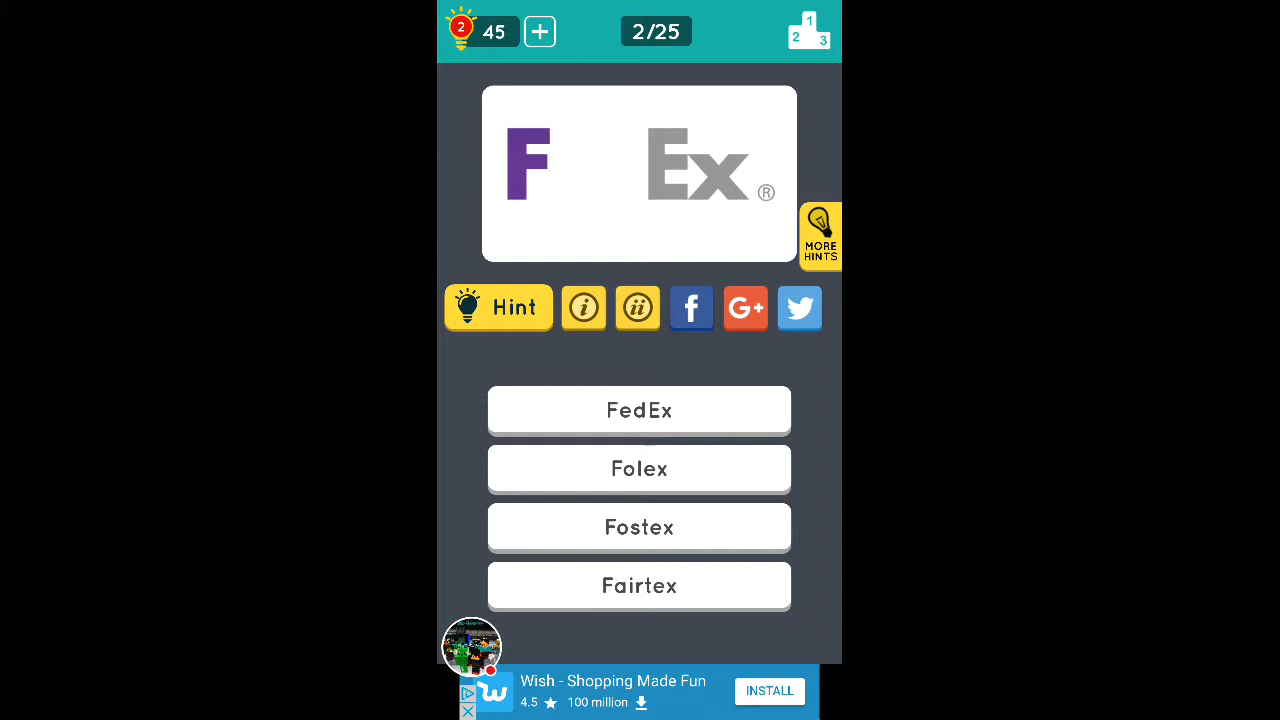 2 45 + 2/25 1 2 3
F Ex ®
MORE HINTS
Hint i ii f G+
FedEx
Folex
Fostex
Fairtex
Wish - Shopping Made Fun
4.5 ★ 100 million
INSTALL